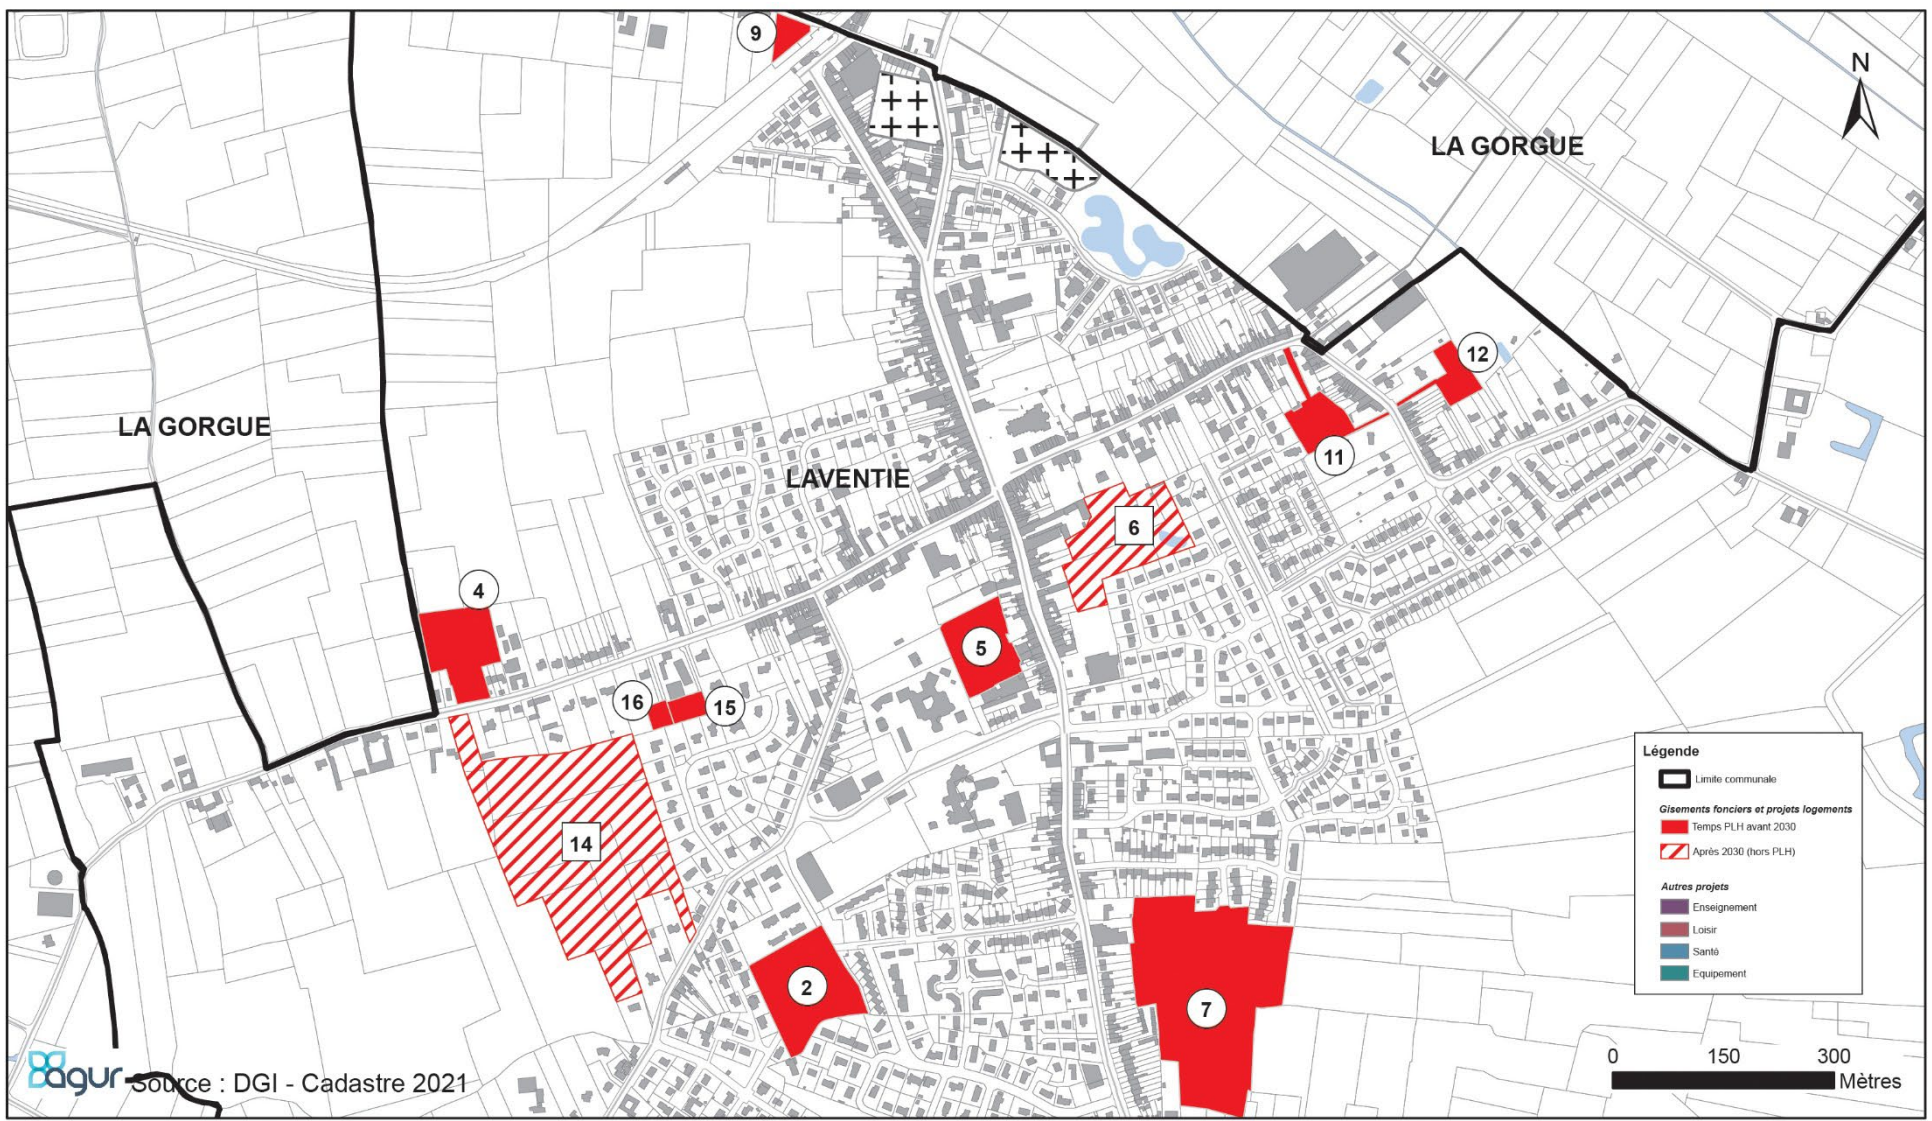 9
N
LA GORGUE
12
LA GORGUE
11
LAVENTIE
6
4
5
16
15
14
2
7
Légende
Limite communale
Gisements fonciers et projets logements
Temps PLH avant 2030
Après 2030 (hors PLH)
Autres projets
Enseignement
Loisir
Santé
Equipement
0 150 300
Mètres
agur Source : DGI - Cadastre 2021